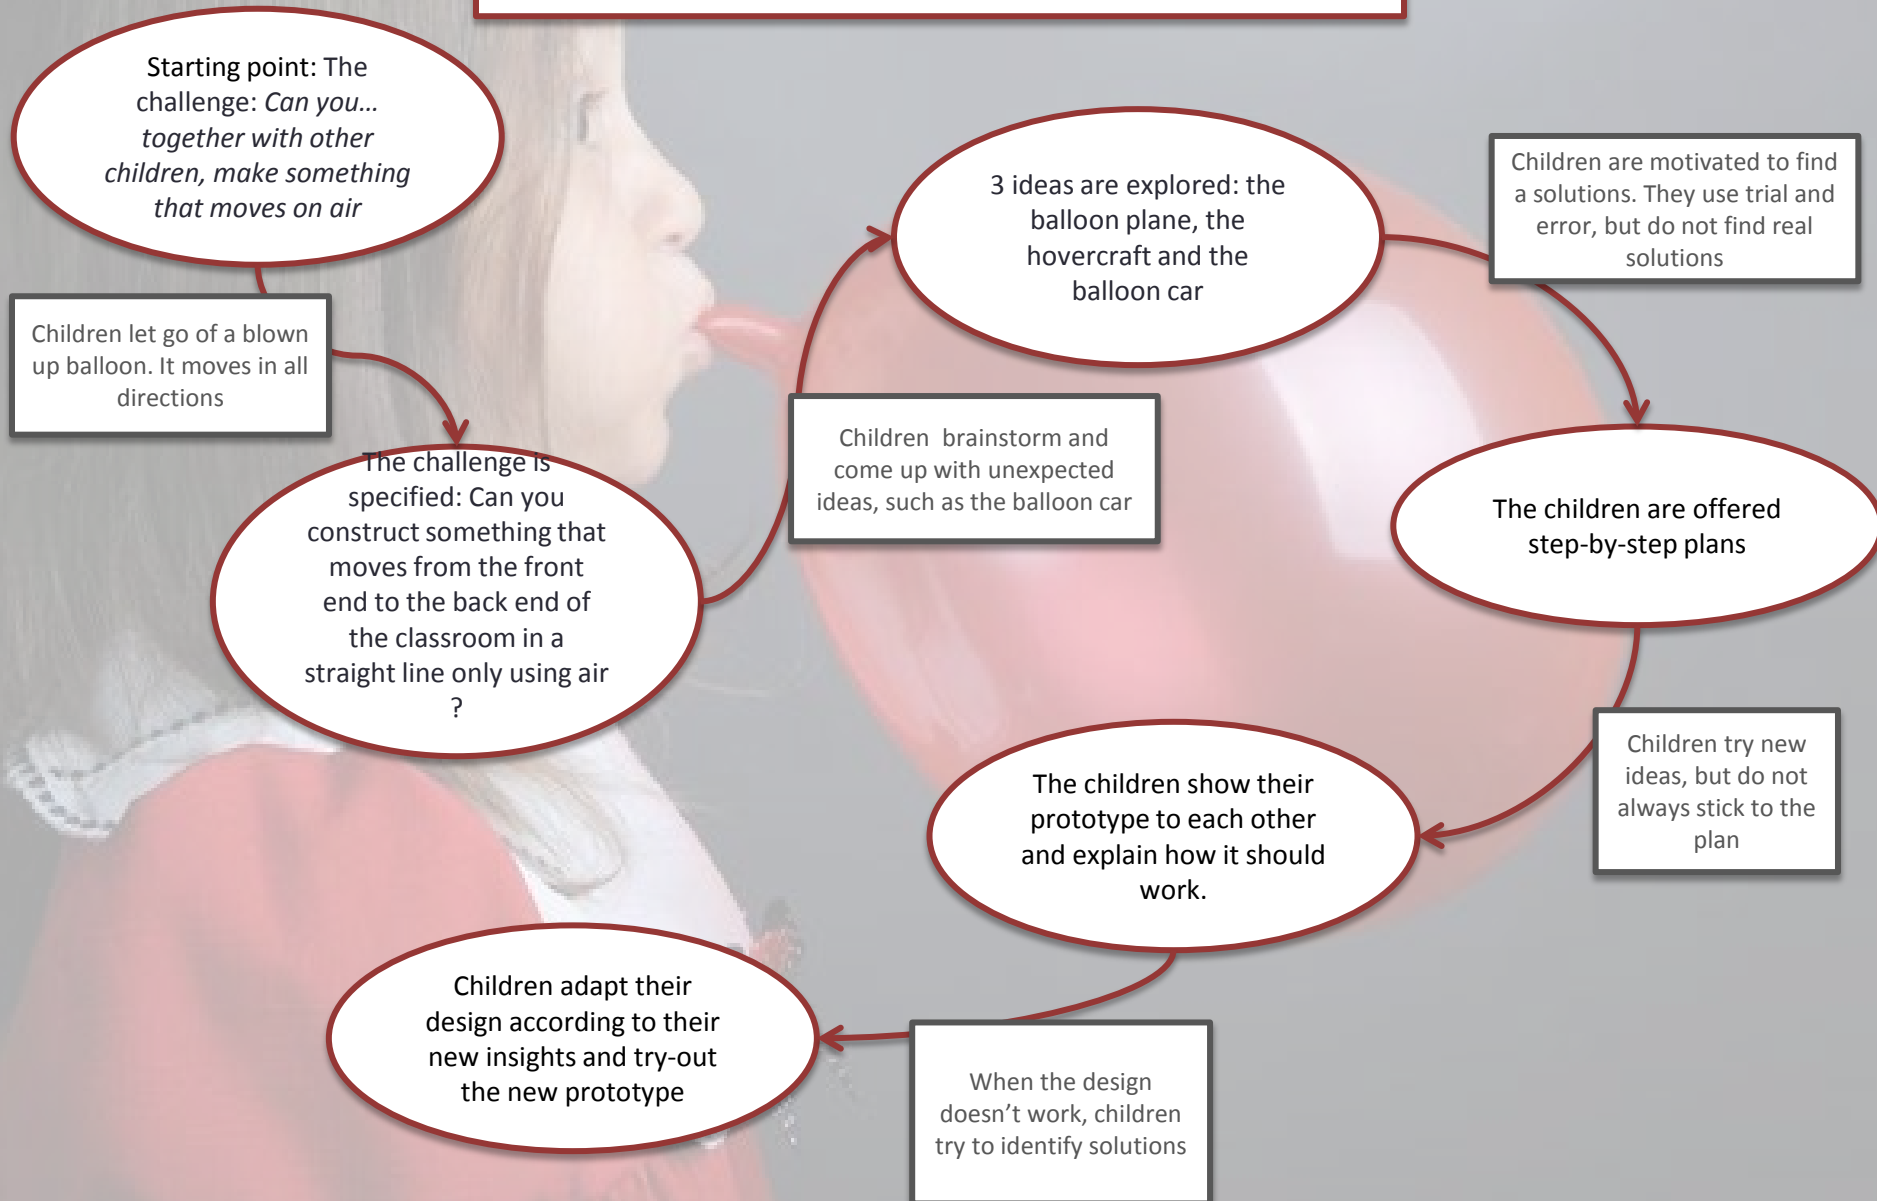 Starting point: The
challenge: Can you...
together with other
children, make something
that moves on air
Children let go of a blown
up balloon. It moves in all
directions
The challenge is
specified: Can you
construct something that
moves from the front
end to the back end of
the classroom in a
straight line only using air
?
Children  brainstorm and
come up with unexpected
ideas, such as the balloon car
3 ideas are explored: the
balloon plane, the
hovercraft and the
balloon car
Children are motivated to find
a solutions. They use trial and
error, but do not find real
solutions
The children are offered
step-by-step plans
Children try new
ideas, but do not
always stick to the
plan
The children show their
prototype to each other
and explain how it should
work.
When the design
doesn’t work, children
try to identify solutions
Children adapt their
design according to their
new insights and try-out
the new prototype